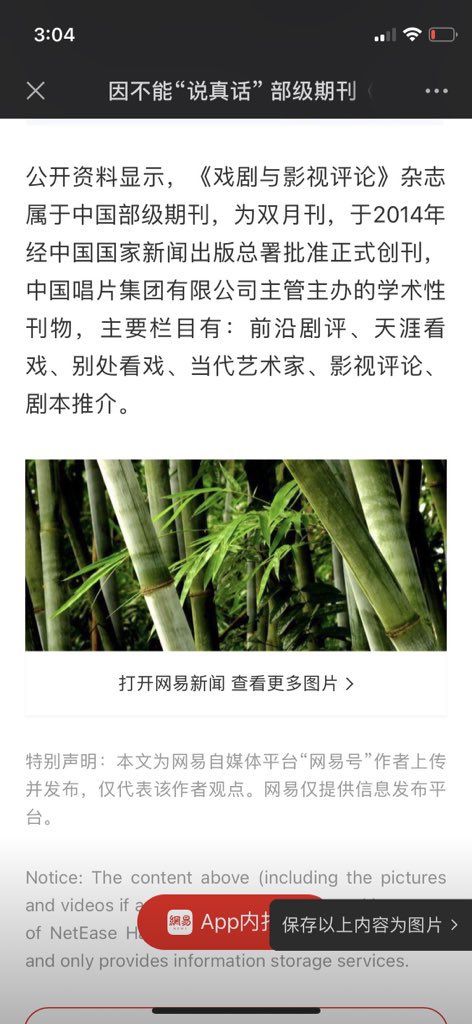 3:04
因不能“说真话” 部级期刊
公开资料显示，《戏剧与影视评论》杂志
属于中国部级期刊，为双月刊，于2014年
经中国国家新闻出版总署批准正式创刊，
中国唱片集团有限公司主管主办的学术性
刊物，主要栏目有：前沿剧评、天涯看
戏、别处看戏、当代艺术家、影视评论、
剧本推介。
打开网易新闻 查看更多图片
特别声明：本文为网易自媒体平台“网易号”作者上传
并发布，仅代表该作者观点。网易仅提供信息发布平
台。
Notice: The content above (including the pictures
and videos if a
網易
NEWS
App内打
保存以上内容为图片
of NetEase Ha
and only provides information storage services.